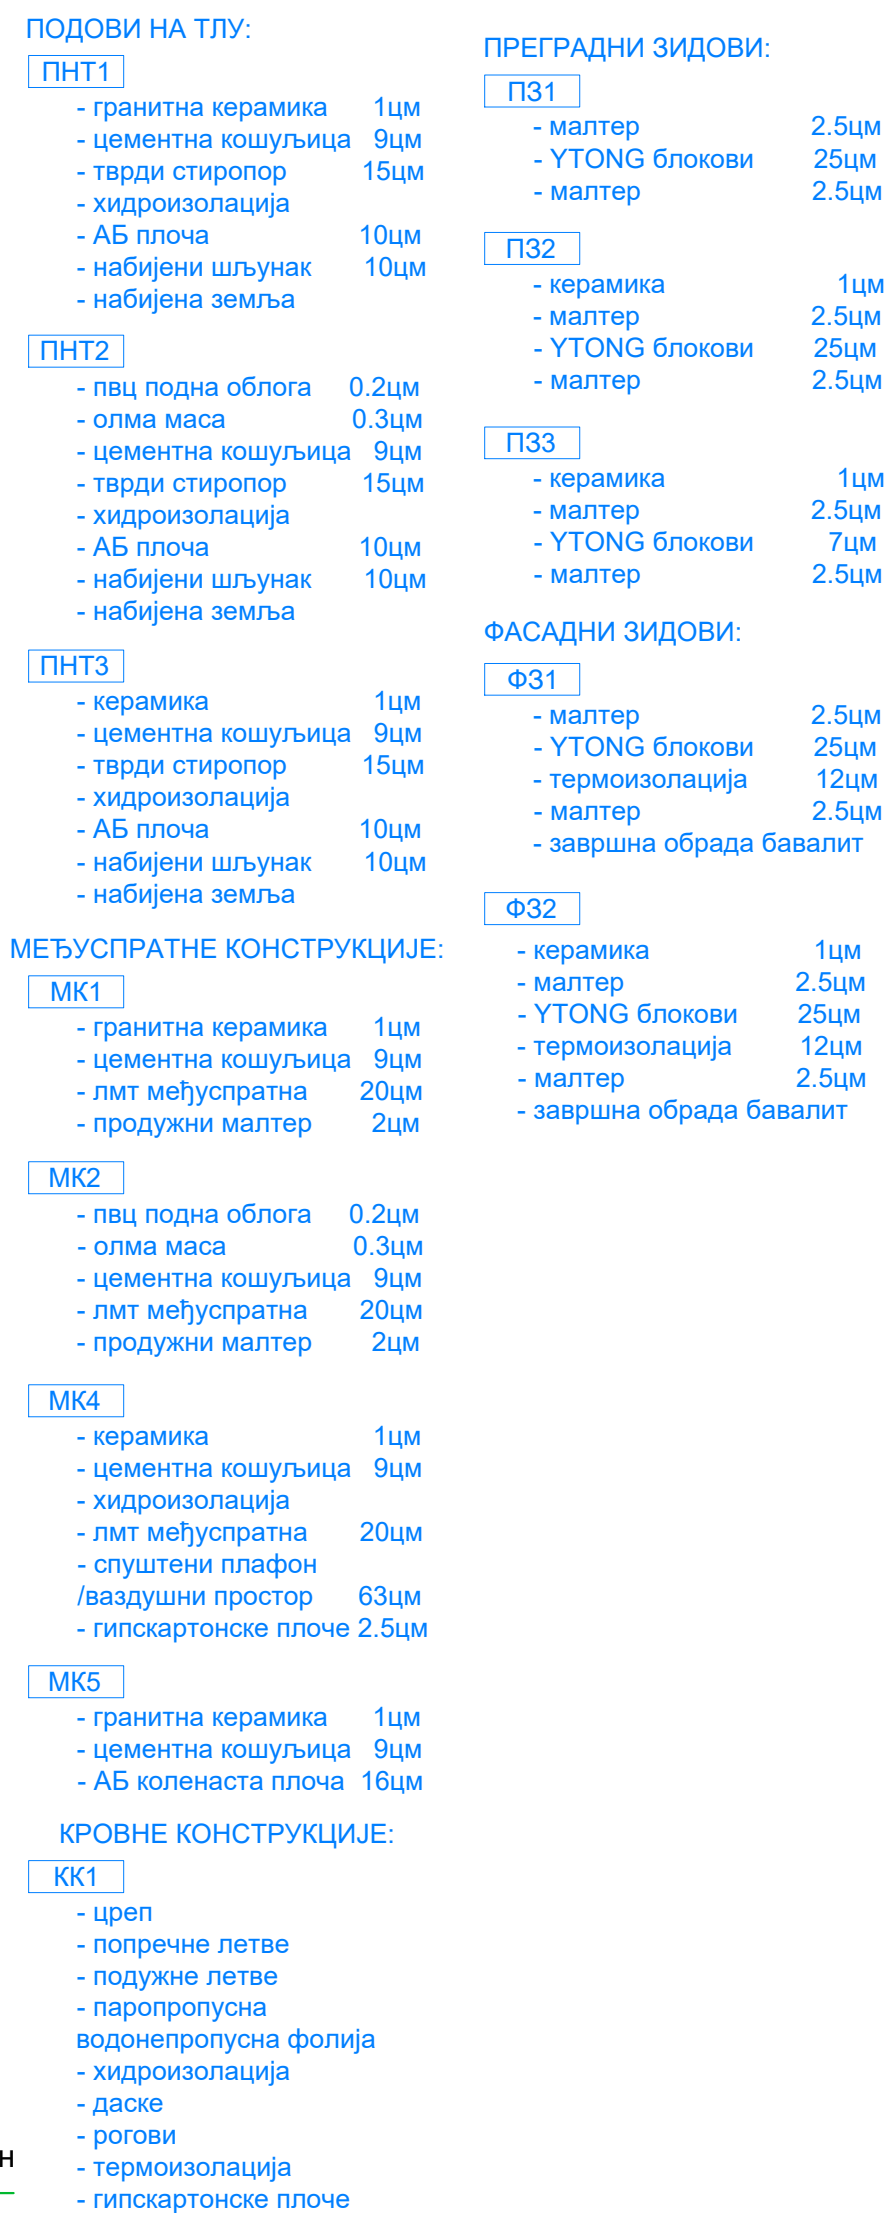 ПОДОВИ НА ТЛУ:
ПНТ1
- гранитна керамика 1цм
- цементна кошуљица 9цм
- тврди стиропор 15цм
- хидроизолација
- АБ плоча 10цм
- набијени шљунак 10цм
- набијена земља
ПНТ2
- пвц подна облога 0.2цм
- олма маса 0.3цм
- цементна кошуљица 9цм
- тврди стиропор 15цм
- хидроизолација
- АБ плоча 10цм
- набијени шљунак 10цм
- набијена земља
ПНТ3
- керамика 1цм
- цементна кошуљица 9цм
- тврди стиропор 15цм
- хидроизолација
- АБ плоча 10цм
- набијени шљунак 10цм
- набијена земља
МЕЂУСПРАТНЕ КОНСТРУКЦИЈЕ:
МК1
- гранитна керамика 1цм
- цементна кошуљица 9цм
- лмт међуспратна 20цм
- продужни малтер 2цм
МК2
- пвц подна облога 0.2цм
- олма маса 0.3цм
- цементна кошуљица 9цм
- лмт међуспратна 20цм
- продужни малтер 2цм
МК4
- керамика 1цм
- цементна кошуљица 9цм
- хидроизолација
- лмт међуспратна 20цм
- спуштени плафон
/ваздушни простор 63цм
- гипскартонске плоче 2.5цм
МК5
- гранитна керамика 1цм
- цементна кошуљица 9цм
- АБ коленаста плоча 16цм
КРОВНЕ КОНСТРУКЦИЈЕ:
КК1
- цреп
- попречне летве
- подужне летве
- паропропусна
водонепропусна фолија
- хидроизолација
- даске
- рогови
- термоизолација
- гипскартонске плоче
н
ПРЕГРАДНИ ЗИДОВИ:
ПЗ1
- малтер 2.5цм
- YTONG блокови 25цм
- малтер 2.5цм
ПЗ2
- керамика 1цм
- малтер 2.5цм
- YTONG блокови 25цм
- малтер 2.5цм
ПЗ3
- керамика 1цм
- малтер 2.5цм
- YTONG блокови 7цм
- малтер 2.5цм
ФАСАДНИ ЗИДОВИ:
ФЗ1
- малтер 2.5цм
- YTONG блокови 25цм
- термоизолација 12цм
- малтер 2.5цм
- завршна обрада бавалит
ФЗ2
- керамика 1цм
- малтер 2.5цм
- YTONG блокови 25цм
- термоизолација 12цм
- малтер 2.5цм
- завршна обрада бавалит